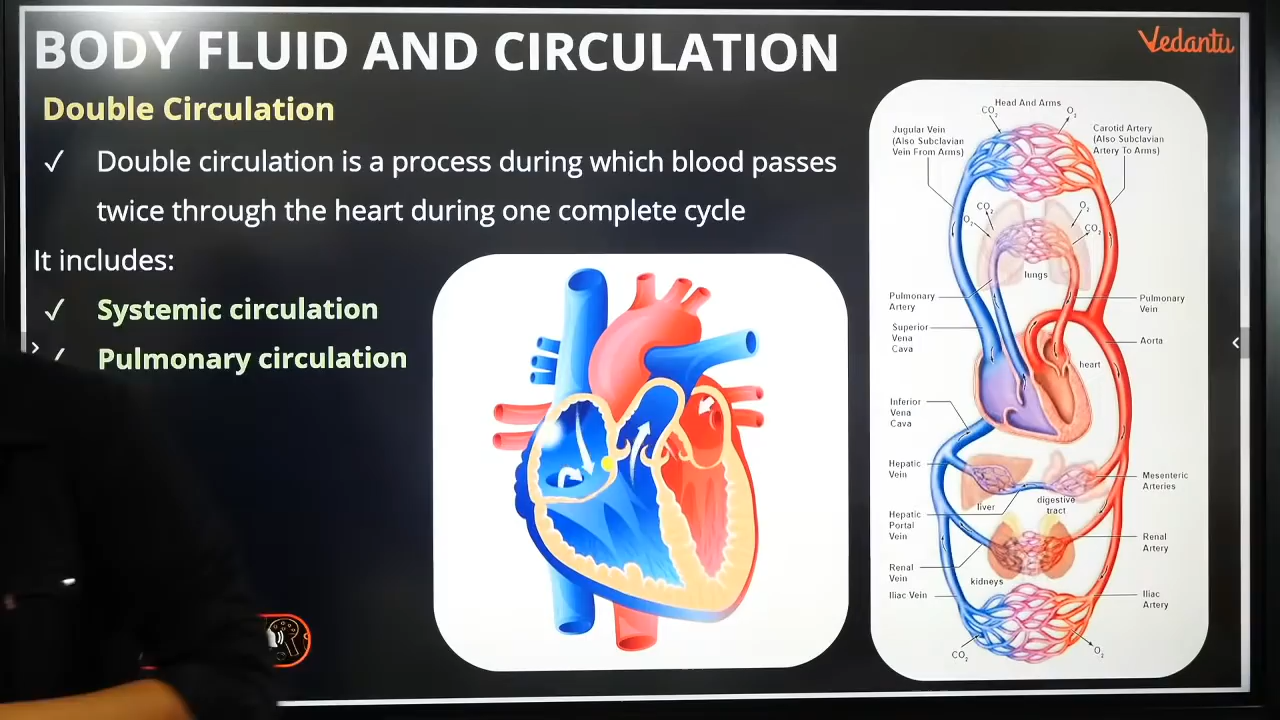 BODY FLUID AND CIRCULATION
Vedantu
Double Circulation
✓ Double circulation is a process during which blood passes
twice through the heart during one complete cycle
It includes:
✓ Systemic circulation
✓ Pulmonary circulation
Head And Arms
CO₂
O₂
Jugular Vein
(Also Subclavian
Vein From Arms)
Carotid Artery
(Also Subclavian
Artery To Arms)
CO₂
O₂
O₂
CO₂
lungs
Pulmonary
Artery
Pulmonary
Vein
Superior
Vena
Cava
Aorta
heart
Inferior
Vena
Cava
Hepatic
Vein
Mesenteric
Arteries
liver
digestive
tract
Hepatic
Portal
Vein
Renal
Artery
Renal
Vein
kidneys
Iliac Vein
Iliac
Artery
CO₂
O₂